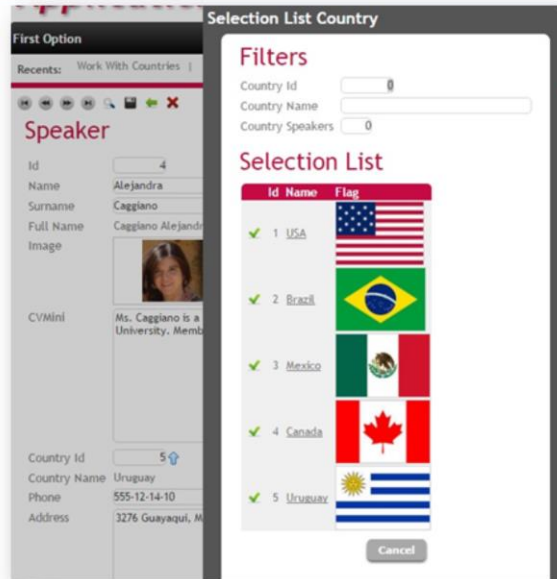 Selection List Country
First Option
Recents: Work With Countries |
Speaker
Id 4
Name Alejandra
Surname Caggiano
Full Name Caggiano Alejandr
Image
CVMini Ms. Caggiano is a
University. Memb
Country Id 5
Country Name Uruguay
Phone 555-12-14-10
Address 3276 Guayaqui, M
Filters
Country Id 0
Country Name
Country Speakers 0
Selection List
Id Name Flag
1 USA
2 Brazil
3 Mexico
4 Canada
5 Uruguay
Cancel